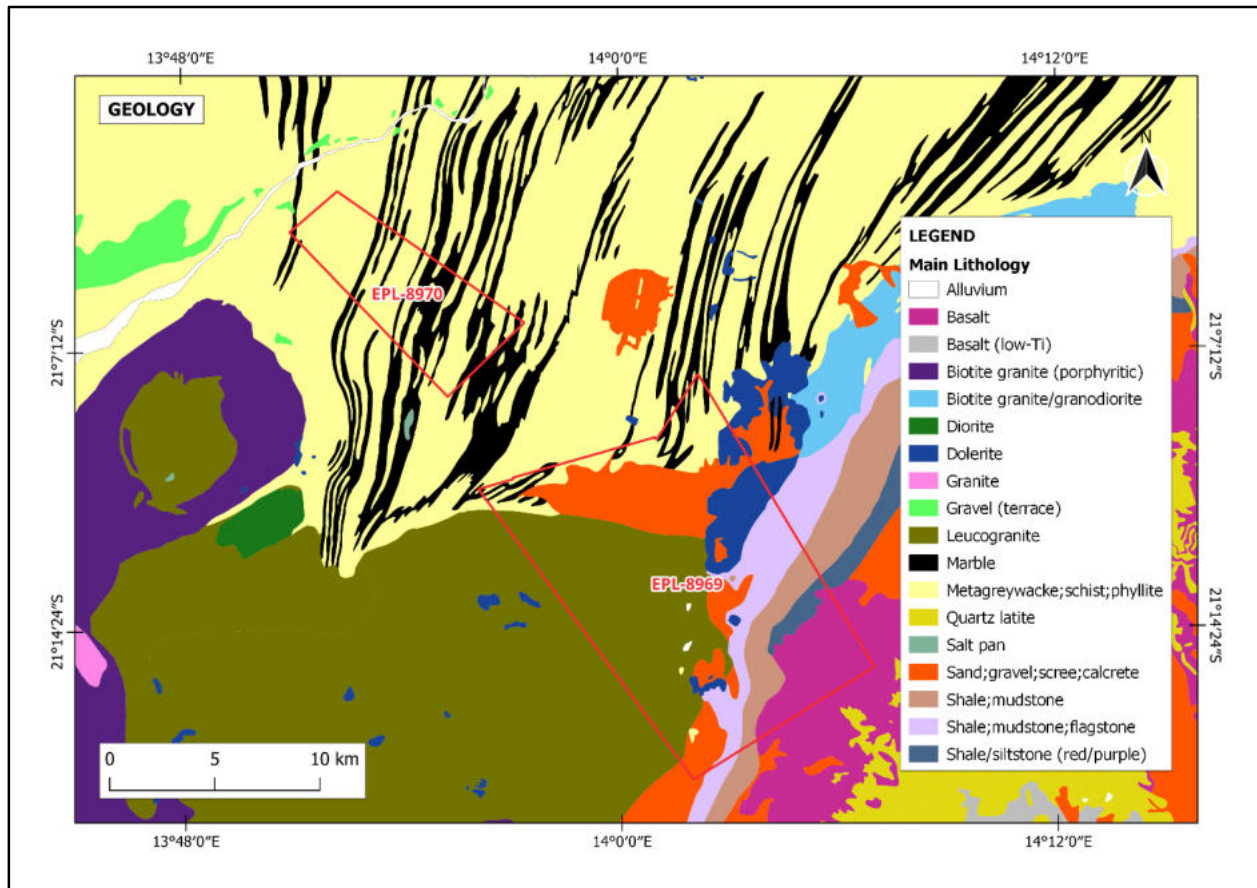 13°48'0"E
14°0'0"E
14°12'0"E
GEOLOGY
N
LEGEND
Main Lithology
Alluvium
Basalt
Basalt (low-Ti)
Biotite granite (porphyritic)
Biotite granite/granodiorite
Diorite
Dolerite
Granite
Gravel (terrace)
Leucogranite
Marble
Metagreywacke;schist;phyllite
Quartz latite
Salt pan
Sand;gravel;scree;calcrete
Shale;mudstone
Shale;mudstone;flagstone
Shale/siltstone (red/purple)
EPL-8970
21°7'12"S
21°7'12"S
EPL-8969
21°14'24"S
21°14'24"S
0 5 10 km
13°48'0"E
14°0'0"E
14°12'0"E